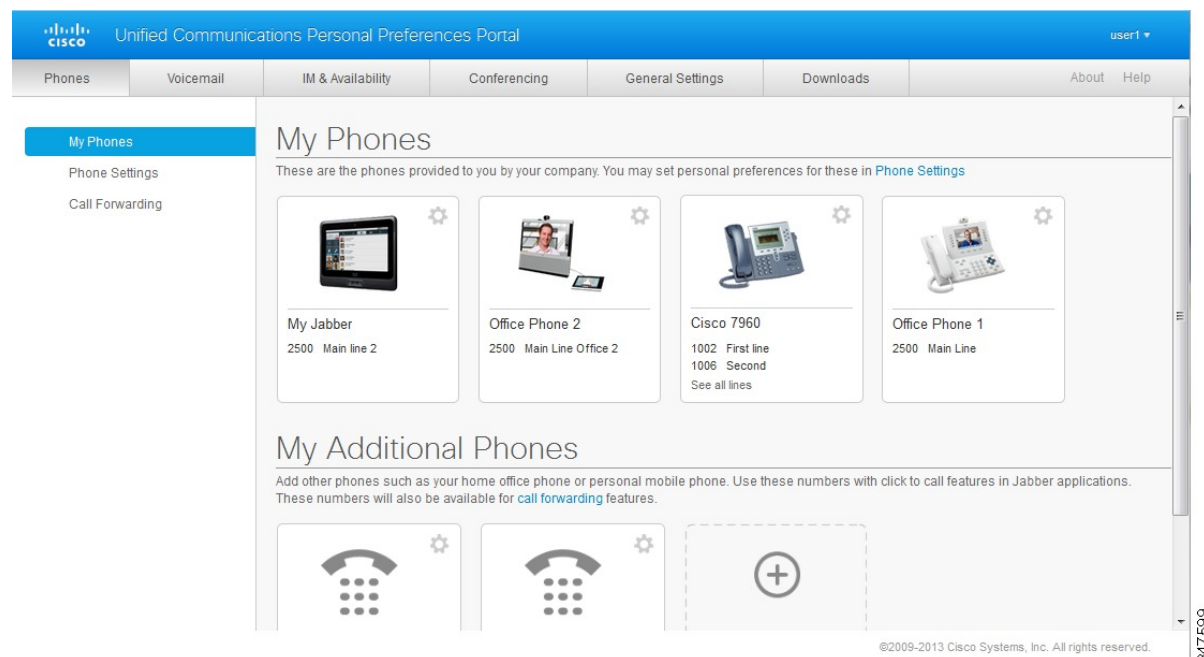 CISCO Unified Communications Personal Preferences Portal user1
Phones Voicemail IM & Availability Conferencing General Settings Downloads About Help
My Phones
Phone Settings
Call Forwarding
My Phones
These are the phones provided to you by your company. You may set personal preferences for these in Phone Settings
My Jabber
2500 Main line 2
Office Phone 2
2500 Main Line Office 2
Cisco 7960
1002 First line
1006 Second
See all lines
Office Phone 1
2500 Main Line
My Additional Phones
Add other phones such as your home office phone or personal mobile phone. Use these numbers with click to call features in Jabber applications.
These numbers will also be available for call forwarding features.
©2009-2013 Cisco Systems, Inc. All rights reserved.